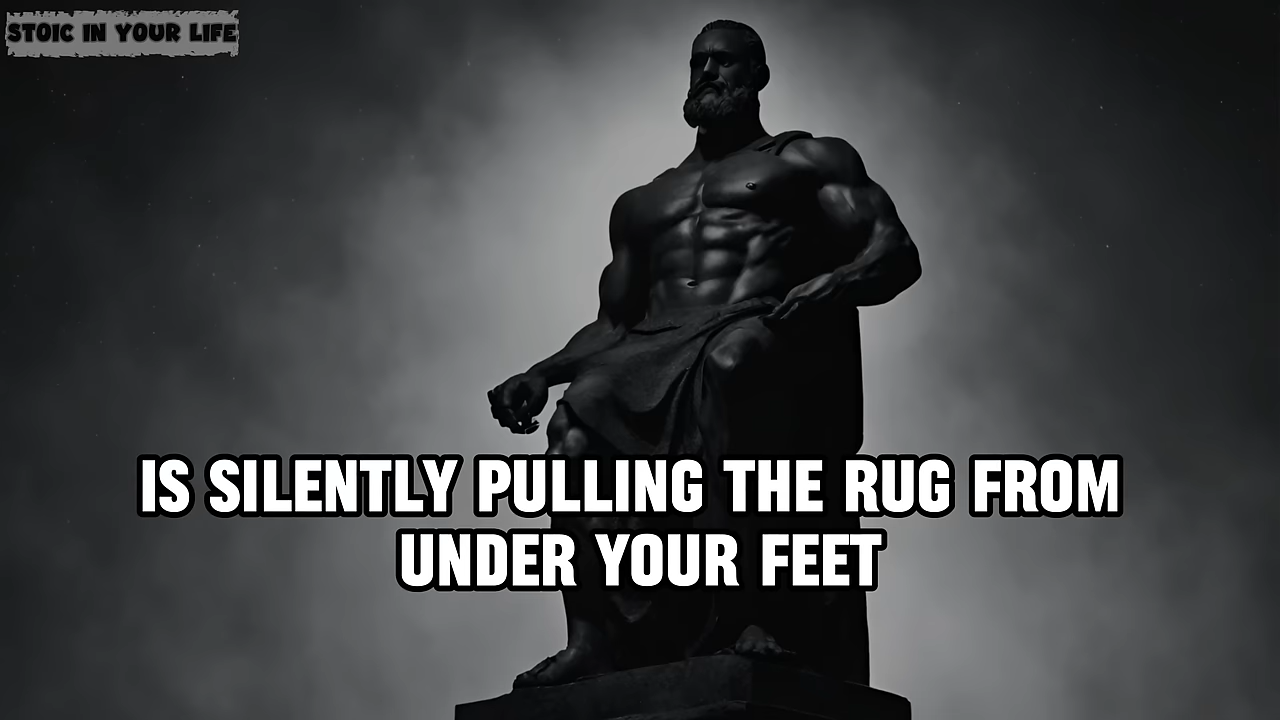 STOIC IN YOUR LIFE
IS SILENTLY PULLING THE RUG FROM
UNDER YOUR FEET